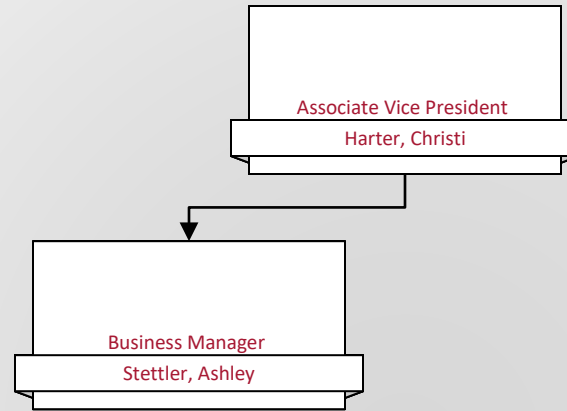 Associate Vice President
Harter, Christi
Business Manager
Stettler, Ashley